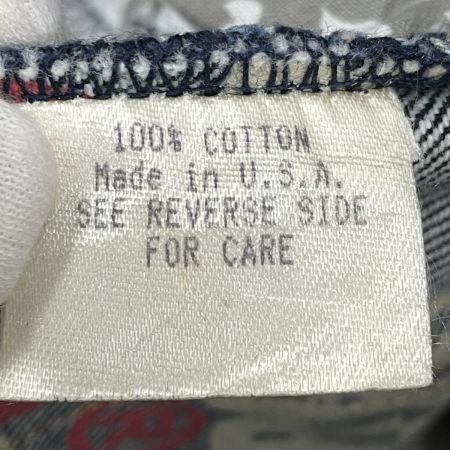 100% COTTON
Made in U.S.A.
SEE REVERSE SIDE
FOR CARE